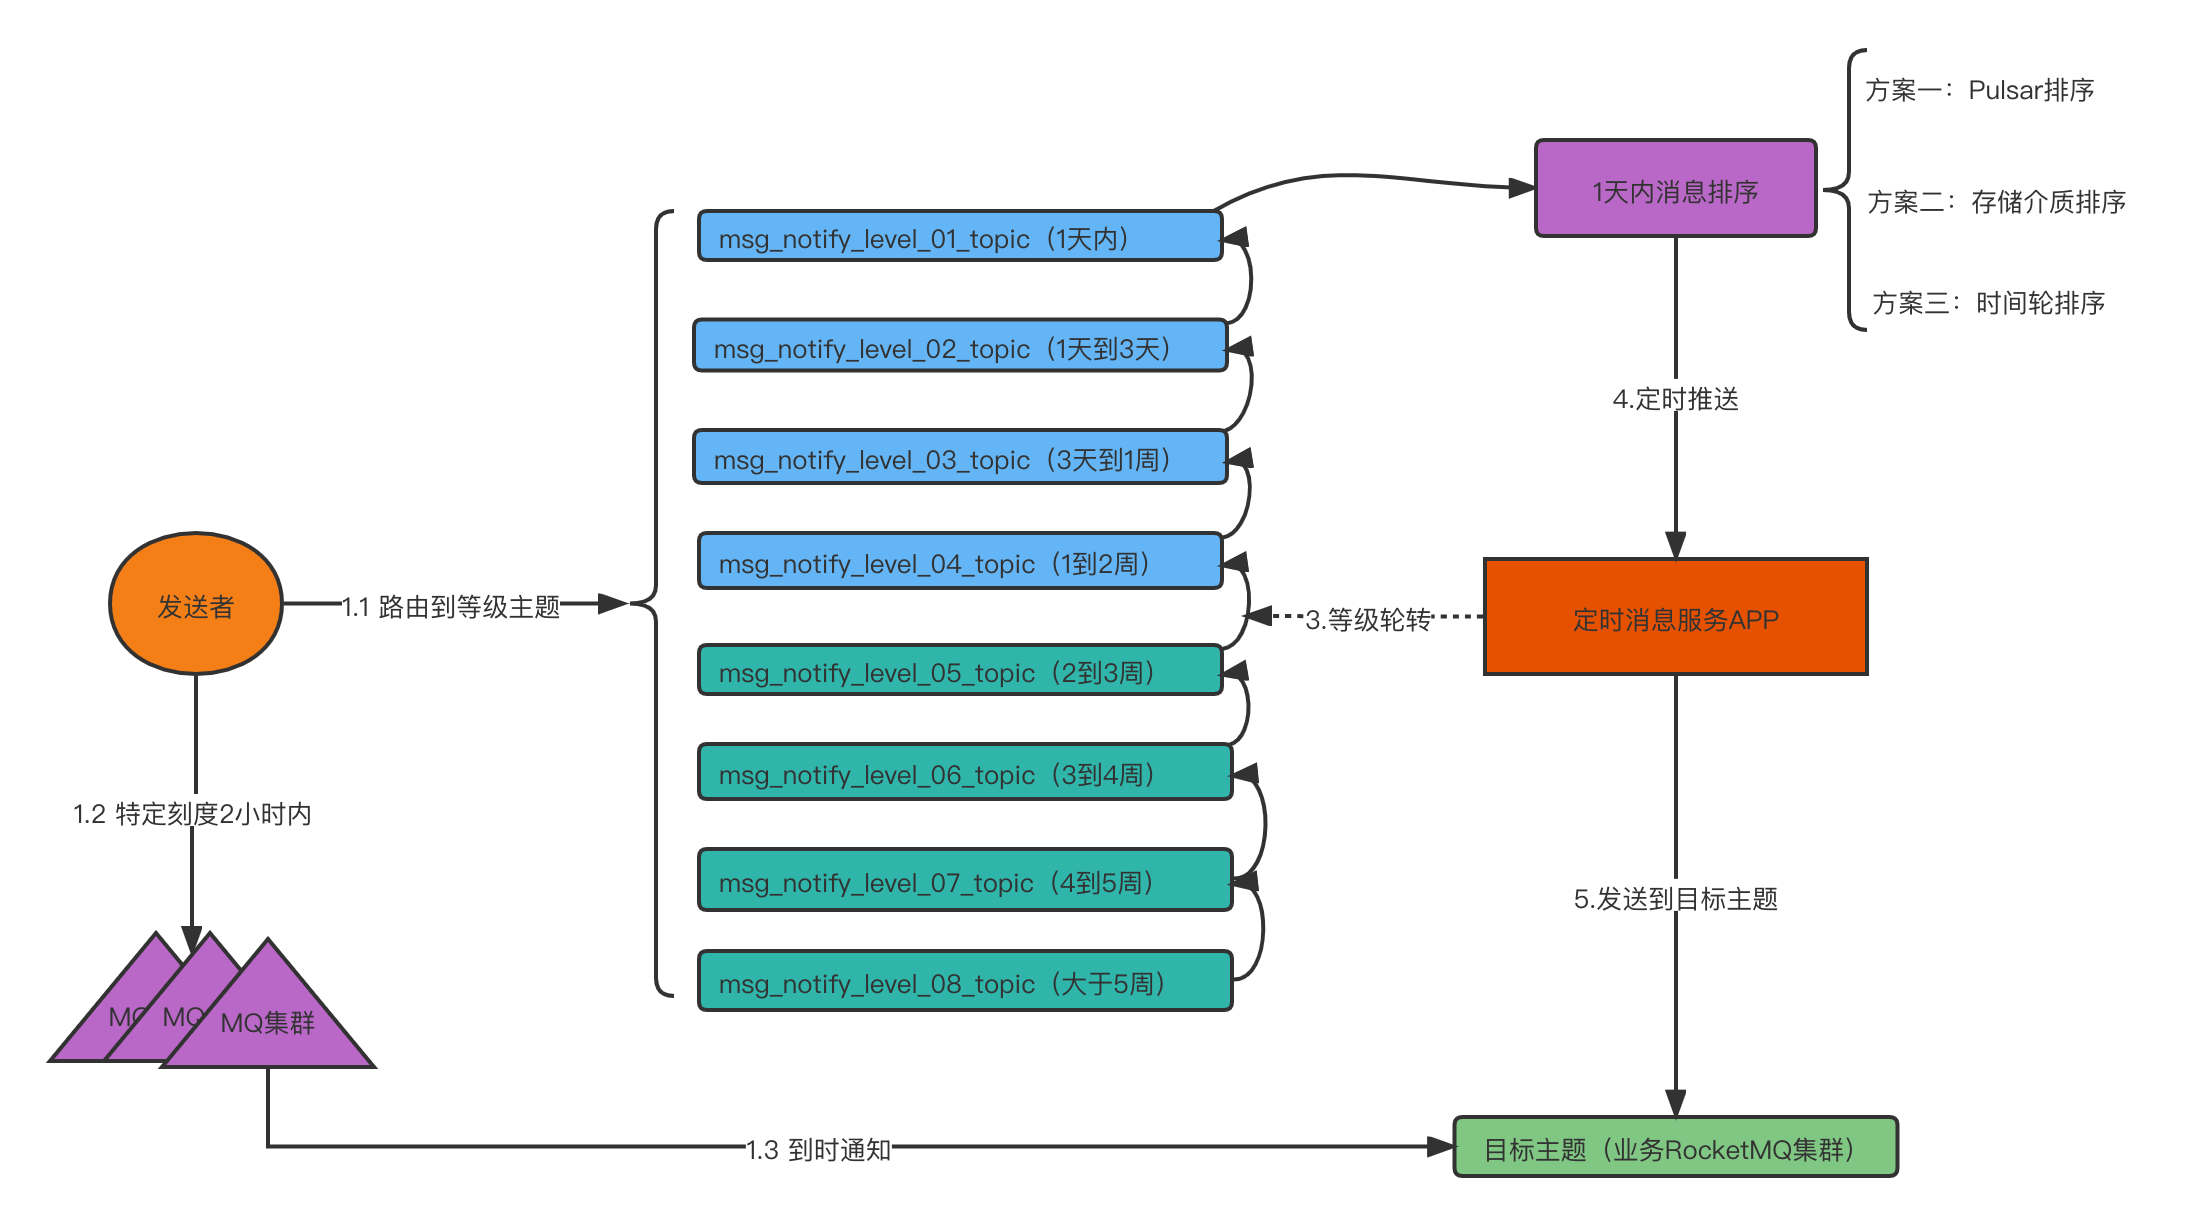 方案一：Pulsar排序
1天内消息排序
方案二：存储介质排序
方案三：时间轮排序
msg_notify_level_01_topic（1天内）
msg_notify_level_02_topic（1天到3天）
msg_notify_level_03_topic（3天到1周）
msg_notify_level_04_topic（1到2周）
msg_notify_level_05_topic（2到3周）
msg_notify_level_06_topic（3到4周）
msg_notify_level_07_topic（4到5周）
msg_notify_level_08_topic（大于5周）
4.定时推送
发送者
1.1 路由到等级主题
3.等级轮转
定时消息服务APP
1.2 特定刻度2小时内
5.发送到目标主题
MQ
MQ
MQ集群
1.3 到时通知
目标主题（业务RocketMQ集群）